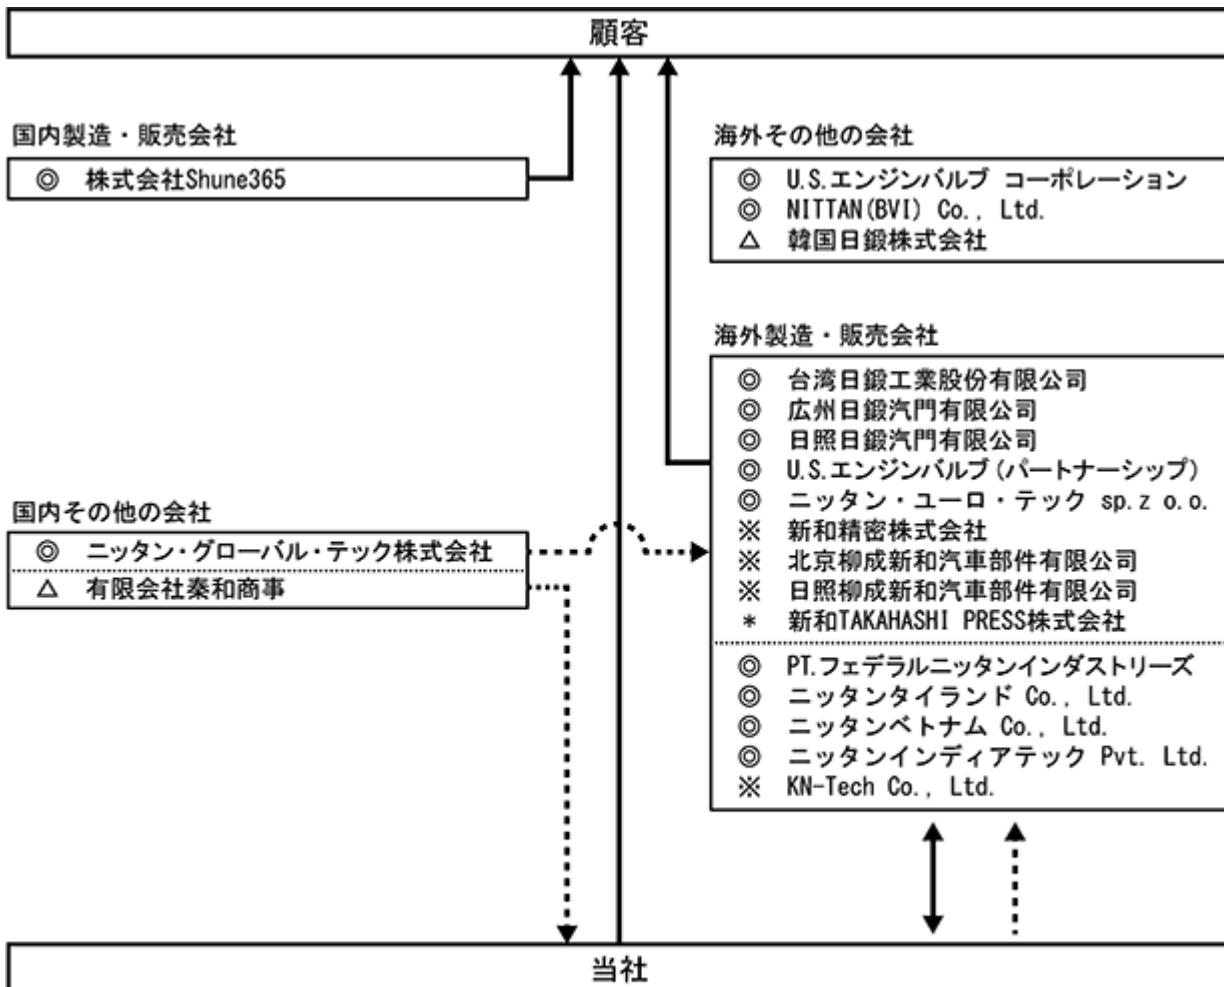 顧客
国内製造・販売会社
◎ 株式会社Shune365
海外その他の会社
◎ U.S.エンジンバルブ コーポレーション
◎ NITTAN(BVI) Co., Ltd.
△ 韓国日鍛株式会社
海外製造・販売会社
◎ 台湾日鍛工業股份有限公司
◎ 広州日鍛汽門有限公司
◎ 日照日鍛汽門有限公司
◎ U.S.エンジンバルブ(パートナーシップ)
◎ ニッタン・ユーロ・テック sp.z o.o.
※ 新和精密株式会社
※ 北京柳成新和汽車部件有限公司
※ 日照柳成新和汽車部件有限公司
* 新和TAKAHASHI PRESS株式会社
◎ PT.フェデラルニッタンインダストリーズ
◎ ニッタンタイランド Co., Ltd.
◎ ニッタンベトナム Co., Ltd.
◎ ニッタンインディアテック Pvt. Ltd.
※ KN-Tech Co., Ltd.
国内その他の会社
◎ ニッタン・グローバル・テック株式会社
△ 有限会社秦和商事
当社